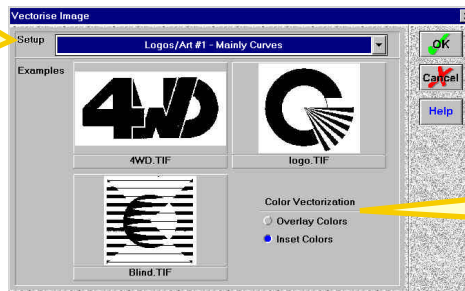 Vectorise Image
Setup
Logos/Art #1 - Mainly Curves
OK
Cancel
Help
Examples
4WD
4WD.TIF
logo.TIF
Blind.TIF
Color Vectorization
Overlay Colors
Inset Colors